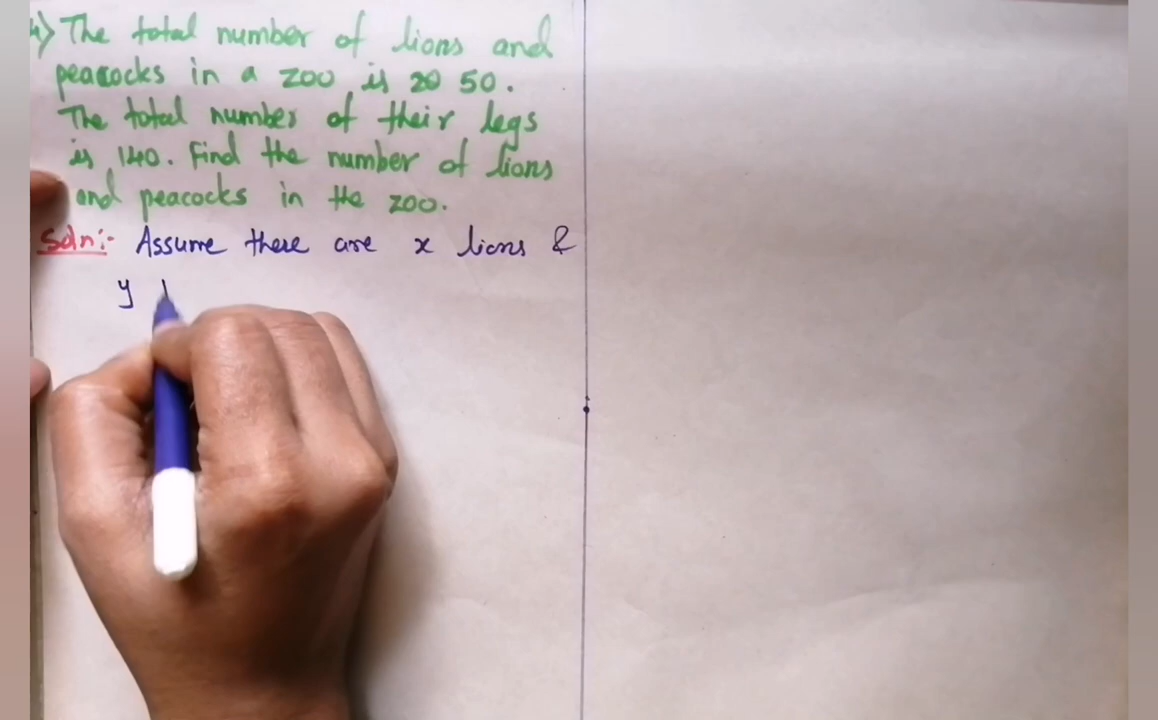 4) The total number of lions and
peacocks in a zoo is 20 50.
The total number of their legs
is 140. Find the number of lions
and peacocks in the zoo.
Soln:- Assume there are x lions &
y